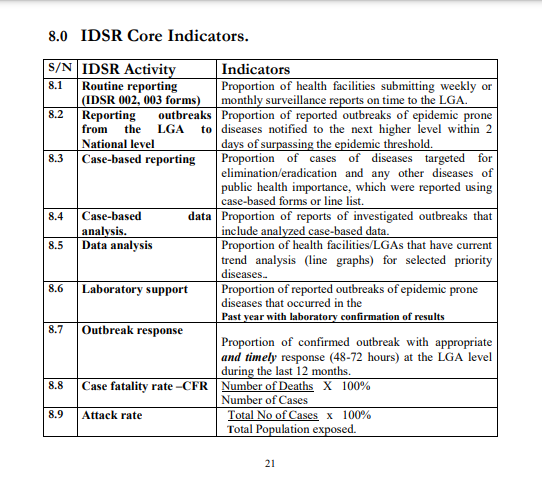 8.0 IDSR Core Indicators.
S/N IDSR Activity Indicators
8.1 Routine reporting (IDSR 002, 003 forms)
Proportion of health facilities submitting weekly or
monthly surveillance reports on time to the LGA.
8.2 Reporting outbreaks
from the LGA to
National level
Proportion of reported outbreaks of epidemic prone
diseases notified to the next higher level within 2
days of surpassing the epidemic threshold.
8.3 Case-based reporting
Proportion of cases of diseases targeted for
elimination/eradication and any other diseases of
public health importance, which were reported using
case-based forms or line list.
8.4 Case-based data
analysis.
Proportion of reports of investigated outbreaks that
include analyzed case-based data.
8.5 Data analysis
Proportion of health facilities/LGAs that have current
trend analysis (line graphs) for selected priority
diseases..
8.6 Laboratory support
Proportion of reported outbreaks of epidemic prone
diseases that occurred in the
Past year with laboratory confirmation of results
8.7 Outbreak response
Proportion of confirmed outbreak with appropriate
and timely response (48-72 hours) at the LGA level
during the last 12 months.
8.8 Case fatality rate –CFR
Number of Deaths X 100%
Number of Cases
8.9 Attack rate
Total No of Cases x 100%
Total Population exposed.
21